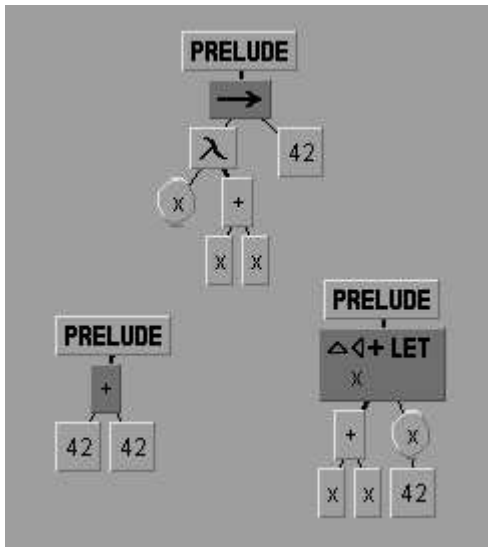 PRELUDE
→
λ 42
x +
x x
PRELUDE
+
42 42
PRELUDE
△◁+ LET
x
+ x
x x 42